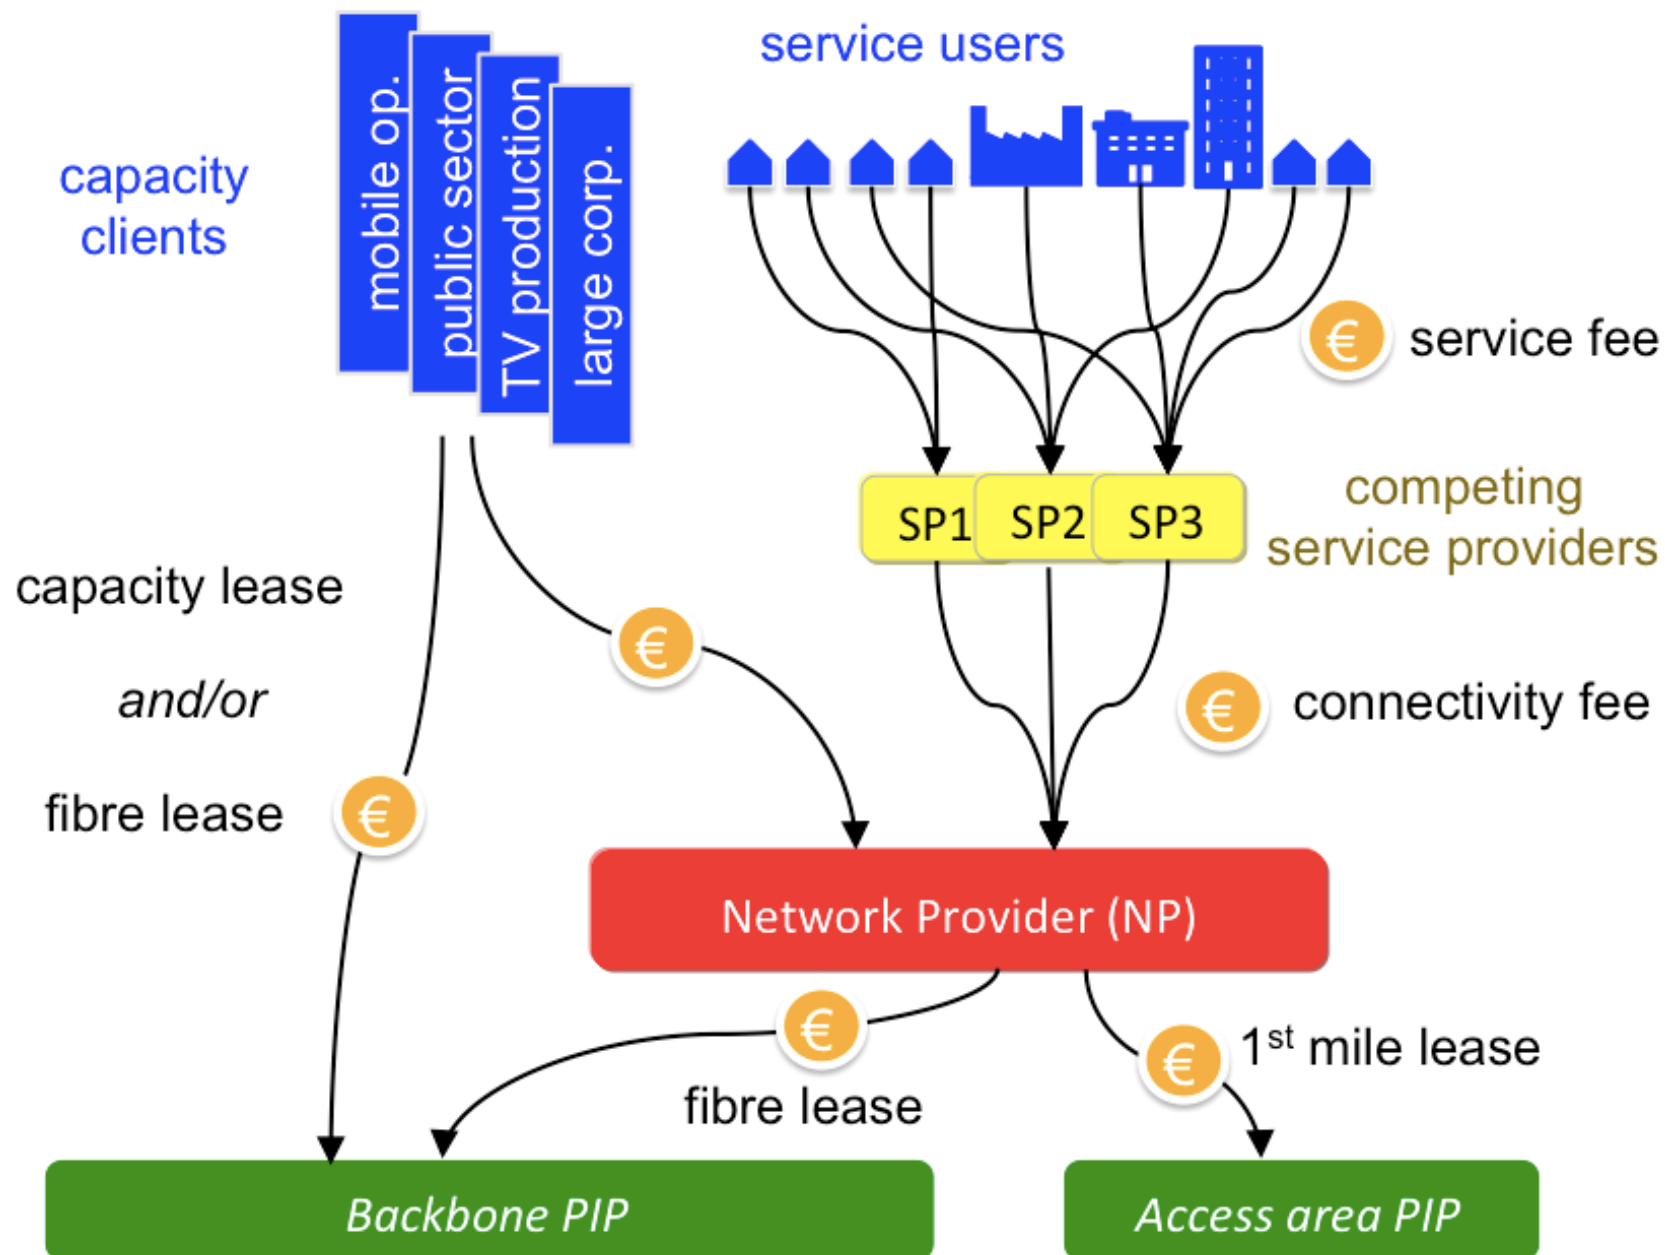 service users
capacity
clients
mobile op.
public sector
TV production
large corp.
€ service fee
SP1
SP2
SP3
competing
service providers
capacity lease
and/or
fibre lease
€
€
€ connectivity fee
Network Provider (NP)
€
fibre lease
€
1st mile lease
Backbone PIP
Access area PIP